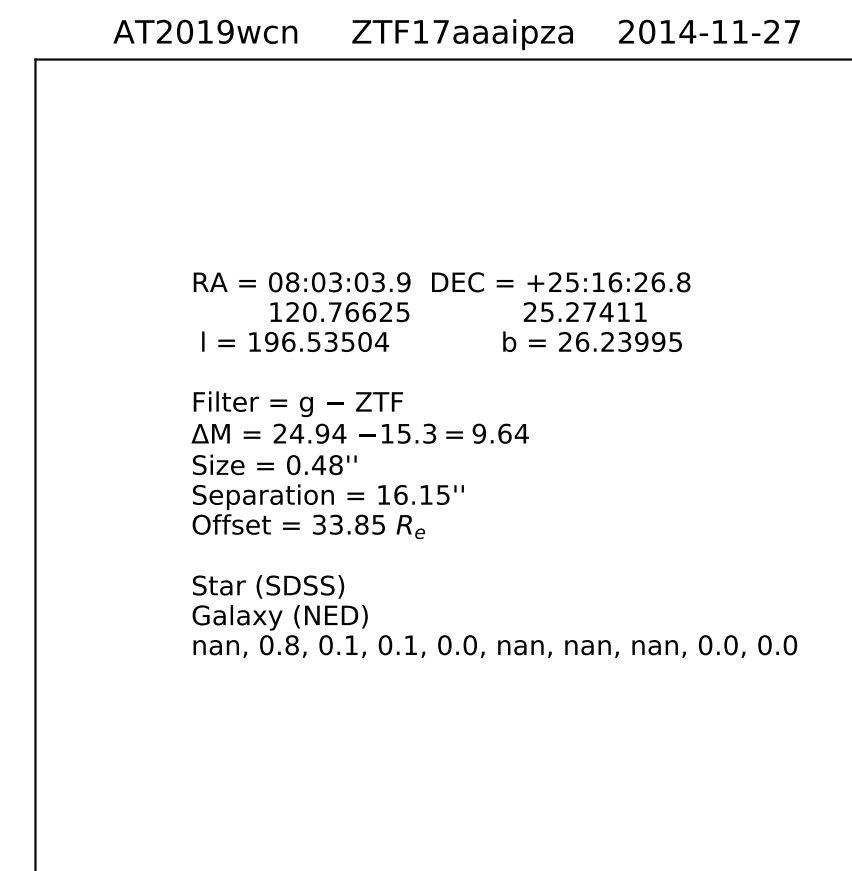 AT2019wcn ZTF17aaaipza 2014-11-27
RA = 08:03:03.9 DEC = +25:16:26.8
120.76625 25.27411
l = 196.53504 b = 26.23995
Filter = g − ZTF
ΔM = 24.94 −15.3 = 9.64
Size = 0.48''
Separation = 16.15''
Offset = 33.85 Re
Star (SDSS)
Galaxy (NED)
nan, 0.8, 0.1, 0.1, 0.0, nan, nan, nan, 0.0, 0.0